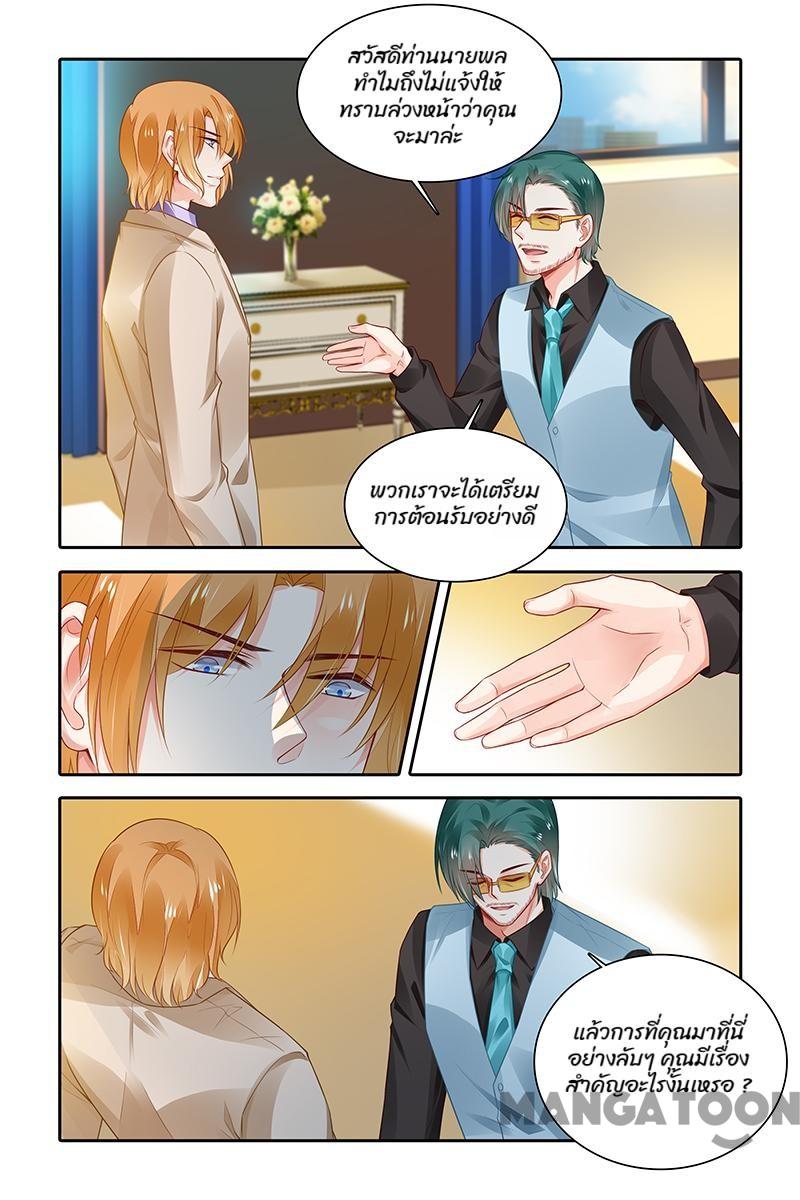 สวัสดีท่านนายพล
ทำไมถึงไม่แจ้งให้
ทราบล่วงหน้าว่าคุณ
จะมาล่ะ
พวกเราจะได้เตรียม
การต้อนรับอย่างดี
แล้วการที่คุณมาที่นี่
อย่างลับๆ คุณมีเรื่อง
สำคัญอะไรงั้นเหรอ ?
MANGATOON